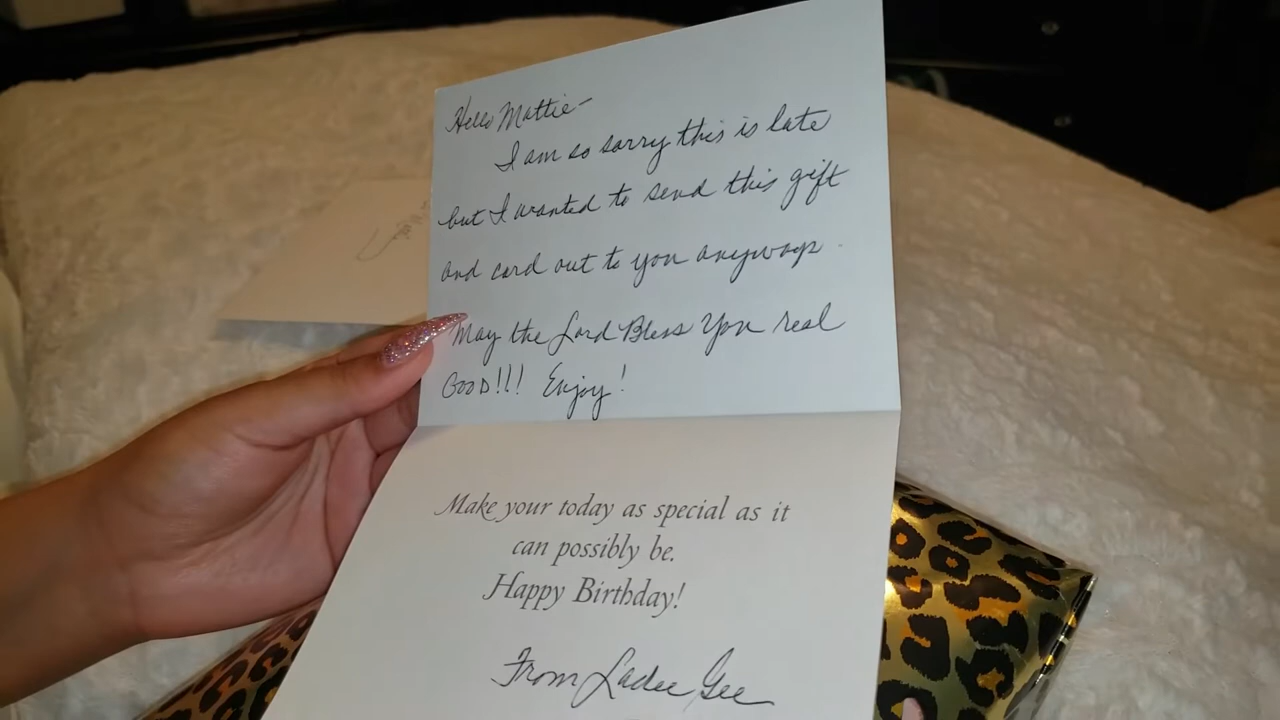 Hello Mattie-
I am so sorry this is late
but I wanted to send this gift
and card out to you anyways.
May the Lord Bless You real
GOOD!!! Enjoy!
Make your today as special as it
can possibly be.
Happy Birthday!
From Ladee Gee